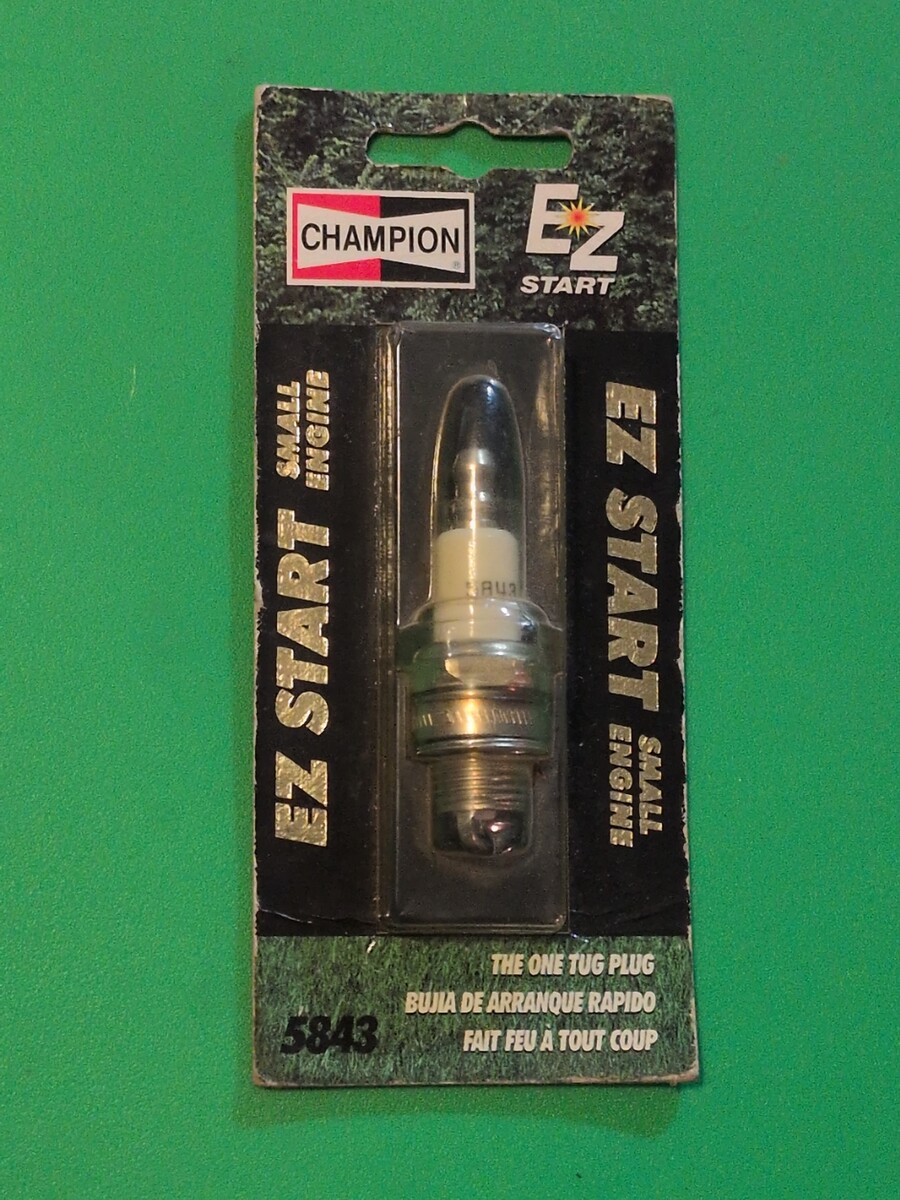 CHAMPION
®
EZ
START
EZ START SMALL
ENGINE
EZ START SMALL
ENGINE
5843
THE ONE TUG PLUG
BUJIA DE ARRANQUE RAPIDO
FAIT FEU À TOUT COUP
5843